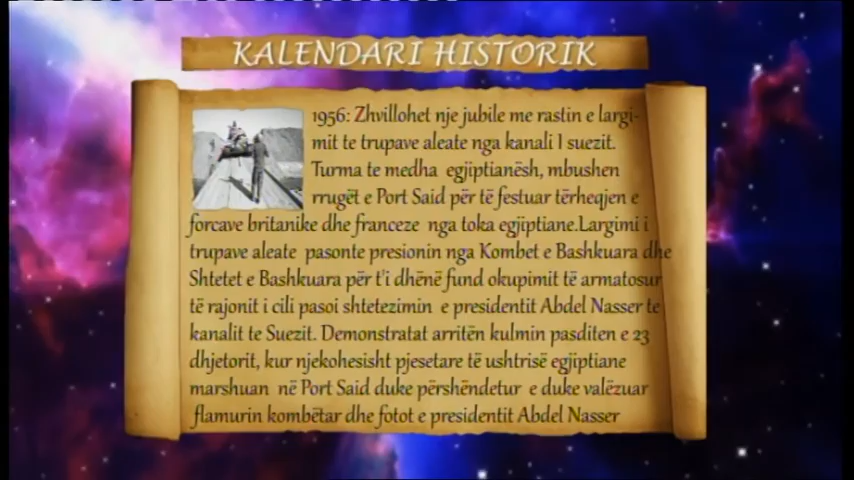 KALENDARI HISTORIK
1956: Zhvillohet nje jubile me rastin e largi-
mit te trupave aleate nga kanali I suezit.
Turma te medha egjiptianësh, mbushen
rrugët e Port Said për të festuar tërheqjen e
forcave britanike dhe franceze nga toka egjiptiane.Largimi i
trupave aleate pasonte presionin nga Kombet e Bashkuara dhe
Shtetet e Bashkuara për t'i dhënë fund okupimit të armatosur
të rajonit i cili pasoi shtetezimin e presidentit Abdel Nasser te
kanalit te Suezit. Demonstratat arritën kulmin pasditen e 23
dhjetorit, kur njekohesisht pjesetare të ushtrisë egjiptiane
marshuan në Port Said duke përshëndetur e duke valëzuar
flamurin kombëtar dhe fotot e presidentit Abdel Nasser